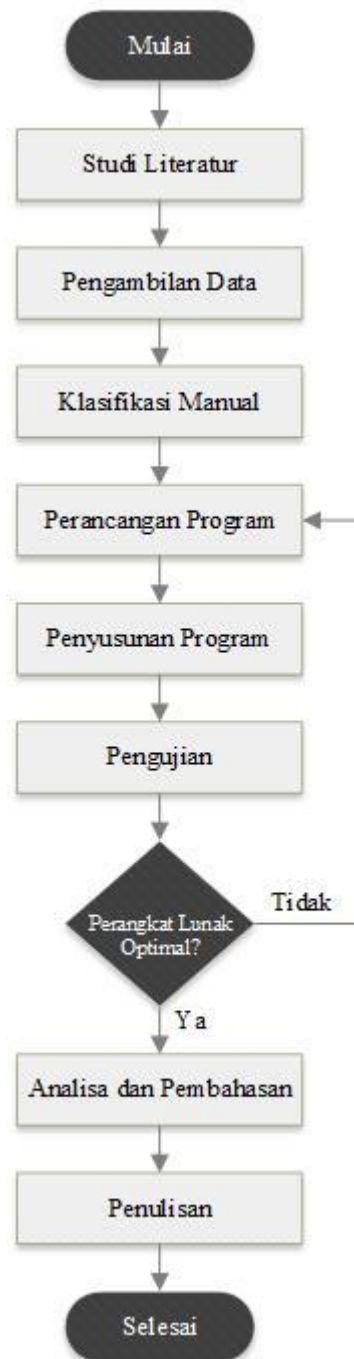 Mulai
Studi Literatur
Pengambilan Data
Klasifikasi Manual
Perancangan Program
Penyusunan Program
Pengujian
Perangkat Lunak
Optimal?
Tidak
Ya
Analisa dan Pembahasan
Penulisan
Selesai